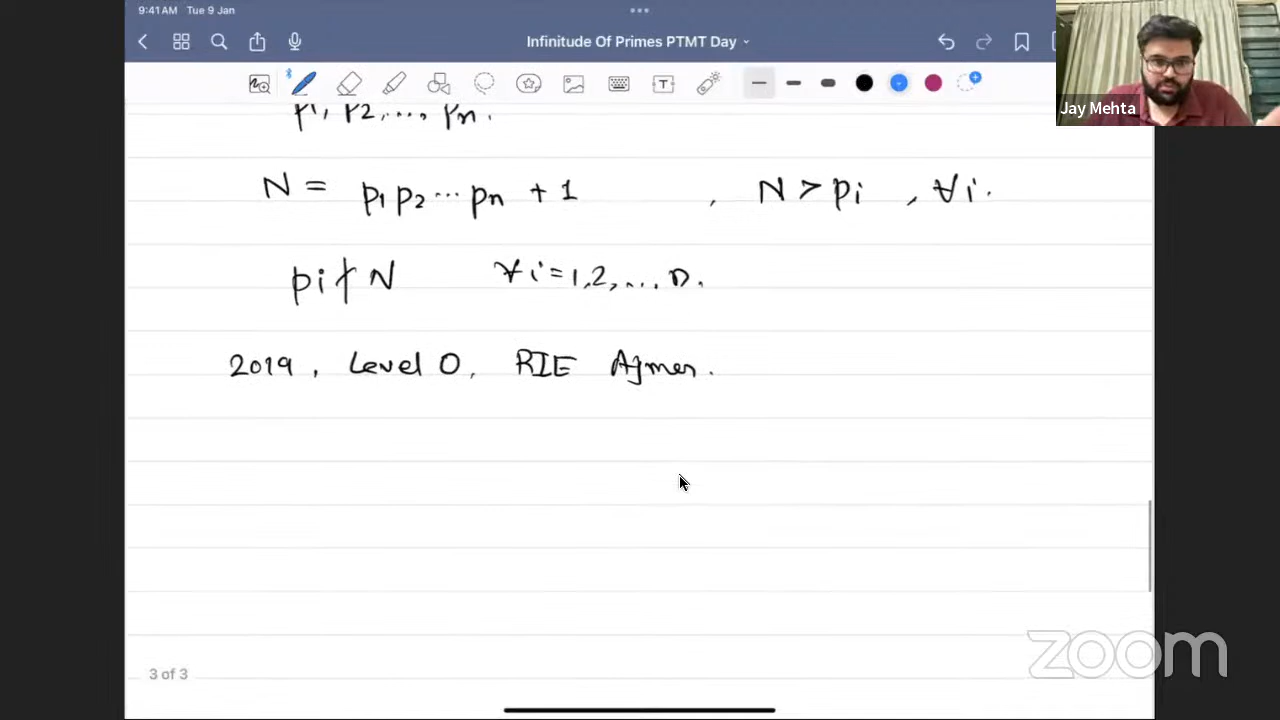 9:41 AM Tue 9 Jan
Infinitude Of Primes PTMT Day
Jay Mehta
p1, p2, ..., pn.
N = p1 p2 ... pn + 1 , N > pi , ∀i.
pi ∤ N ∀ i = 1,2, .... n.
2019, Level 0, RIE Ajmer.
3 of 3
zoom